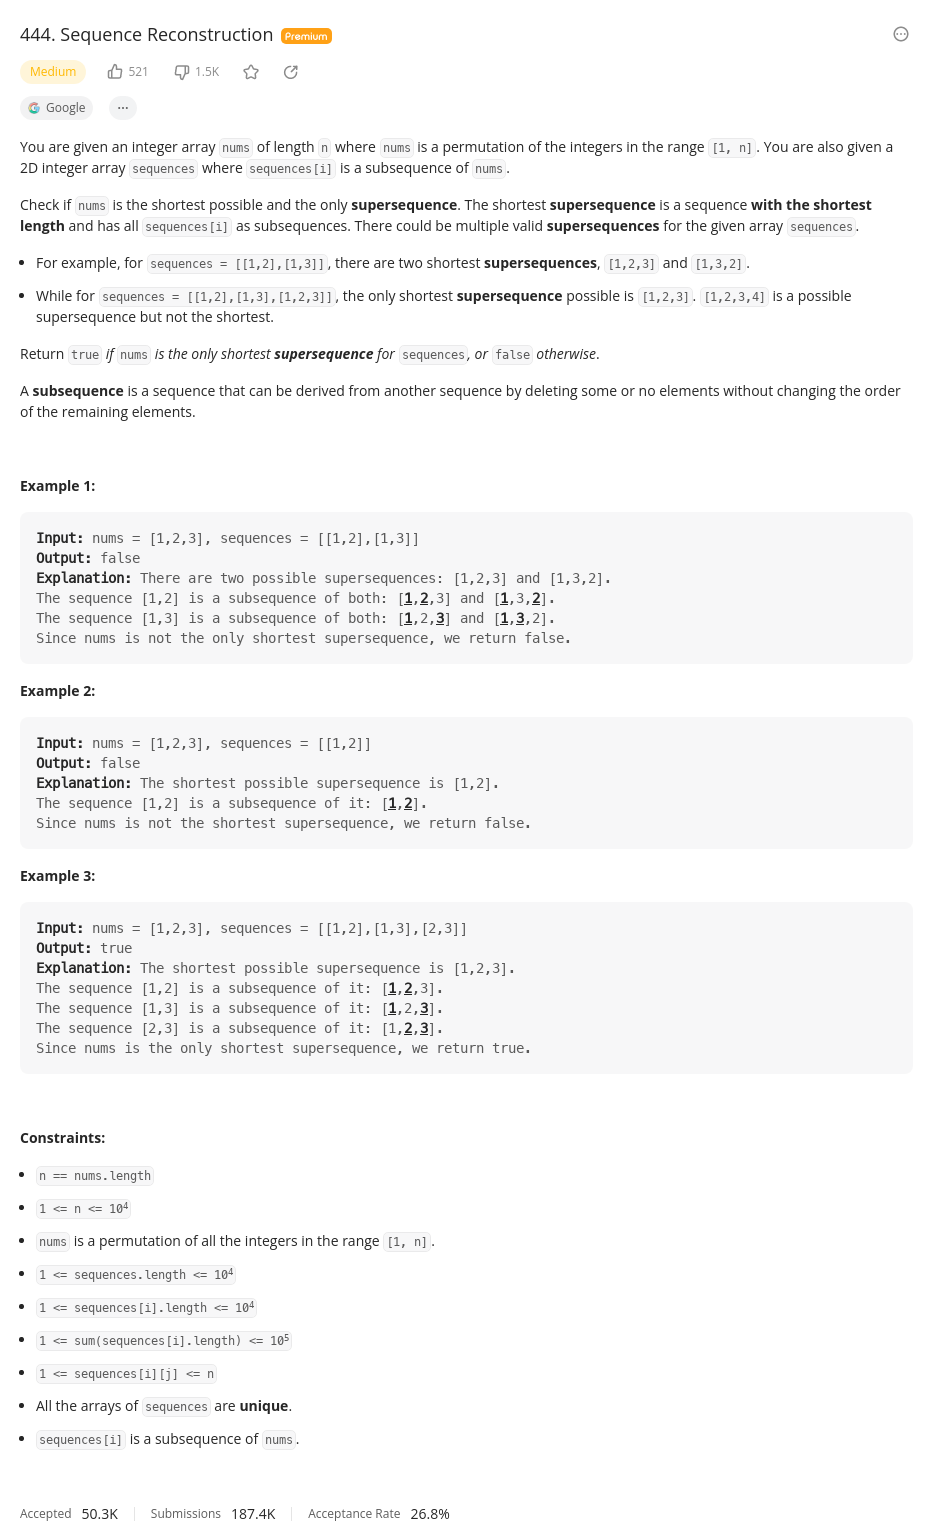 444. Sequence Reconstruction Premium
Medium 521 1.5K
Google ...
You are given an integer array nums of length n where nums is a permutation of the integers in the range [1, n]. You are also given a
2D integer array sequences where sequences[i] is a subsequence of nums.
Check if nums is the shortest possible and the only supersequence. The shortest supersequence is a sequence with the shortest
length and has all sequences[i] as subsequences. There could be multiple valid supersequences for the given array sequences.
• For example, for sequences = [[1,2],[1,3]], there are two shortest supersequences, [1,2,3] and [1,3,2].
• While for sequences = [[1,2],[1,3],[1,2,3]], the only shortest supersequence possible is [1,2,3]. [1,2,3,4] is a possible
supersequence but not the shortest.
Return true if nums is the only shortest supersequence for sequences, or false otherwise.
A subsequence is a sequence that can be derived from another sequence by deleting some or no elements without changing the order
of the remaining elements.
Example 1:
Input: nums = [1,2,3], sequences = [[1,2],[1,3]]
Output: false
Explanation: There are two possible supersequences: [1,2,3] and [1,3,2].
The sequence [1,2] is a subsequence of both: [1,2,3] and [1,3,2].
The sequence [1,3] is a subsequence of both: [1,2,3] and [1,3,2].
Since nums is not the only shortest supersequence, we return false.
Example 2:
Input: nums = [1,2,3], sequences = [[1,2]]
Output: false
Explanation: The shortest possible supersequence is [1,2].
The sequence [1,2] is a subsequence of it: [1,2].
Since nums is not the shortest supersequence, we return false.
Example 3:
Input: nums = [1,2,3], sequences = [[1,2],[1,3],[2,3]]
Output: true
Explanation: The shortest possible supersequence is [1,2,3].
The sequence [1,2] is a subsequence of it: [1,2,3].
The sequence [1,3] is a subsequence of it: [1,2,3].
The sequence [2,3] is a subsequence of it: [1,2,3].
Since nums is the only shortest supersequence, we return true.
Constraints:
• n == nums.length
• 1 <= n <= 10⁴
• nums is a permutation of all the integers in the range [1, n].
• 1 <= sequences.length <= 10⁴
• 1 <= sequences[i].length <= 10⁴
• 1 <= sum(sequences[i].length) <= 10⁵
• 1 <= sequences[i][j] <= n
• All the arrays of sequences are unique.
• sequences[i] is a subsequence of nums.
Accepted 50.3K Submissions 187.4K Acceptance Rate 26.8%